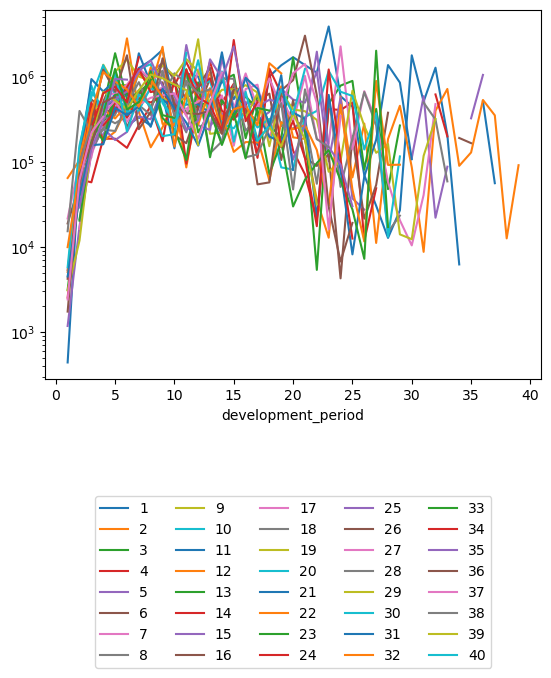 10⁶
10⁵
10⁴
10³
0 5 10 15 20 25 30 35 40
development_period
1 9 17 25 33
2 10 18 26 34
3 11 19 27 35
4 12 20 28 36
5 13 21 29 37
6 14 22 30 38
7 15 23 31 39
8 16 24 32 40